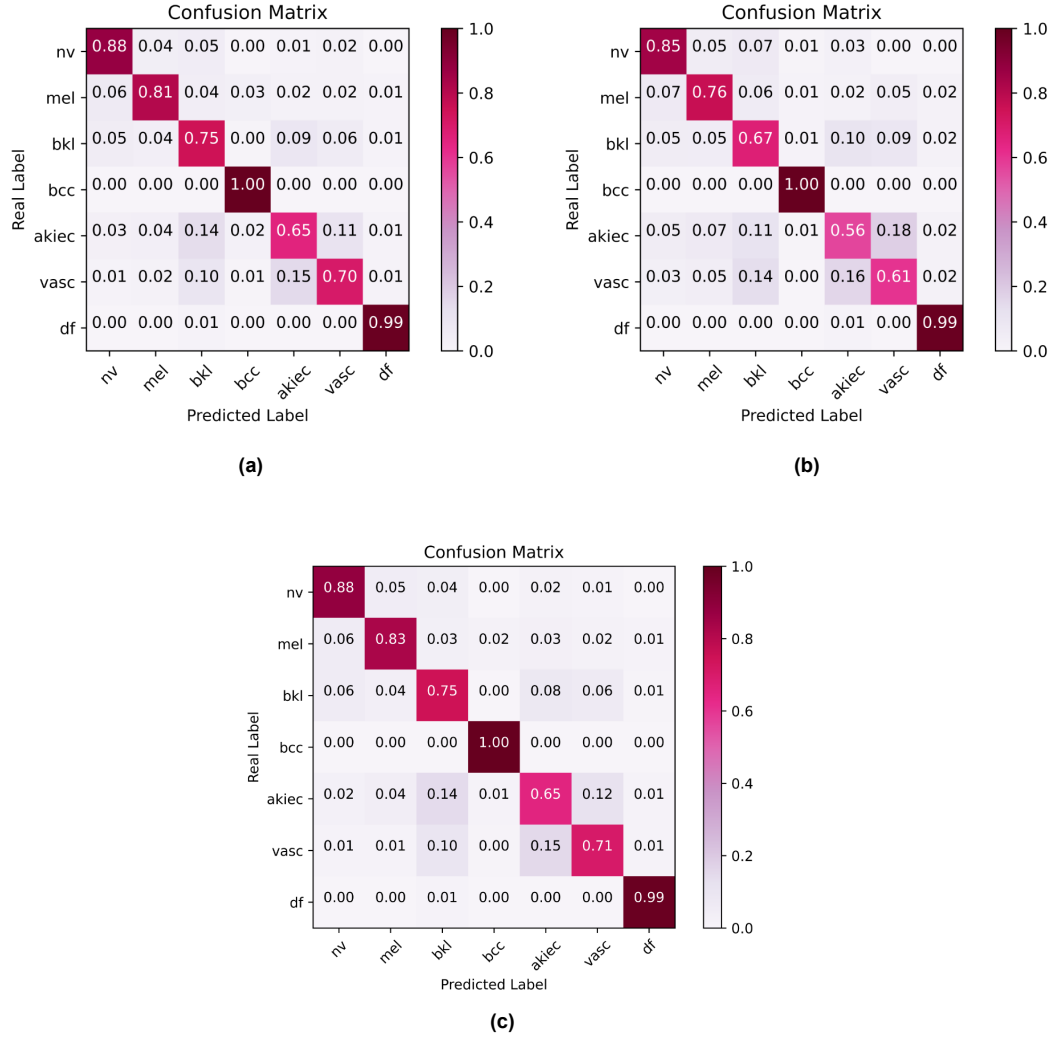 Confusion Matrix
nv 0.88 0.04 0.05 0.00 0.01 0.02 0.00
mel 0.06 0.81 0.04 0.03 0.02 0.02 0.01
bkl 0.05 0.04 0.75 0.00 0.09 0.06 0.01
bcc 0.00 0.00 0.00 1.00 0.00 0.00 0.00
akiec 0.03 0.04 0.14 0.02 0.65 0.11 0.01
vasc 0.01 0.02 0.10 0.01 0.15 0.70 0.01
df 0.00 0.00 0.01 0.00 0.00 0.00 0.99
nv mel bkl bcc akiec vasc df
Real Label
Predicted Label
1.0
0.8
0.6
0.4
0.2
0.0
(a)
Confusion Matrix
nv 0.85 0.05 0.07 0.01 0.03 0.00 0.00
mel 0.07 0.76 0.06 0.01 0.02 0.05 0.02
bkl 0.05 0.05 0.67 0.01 0.10 0.09 0.02
bcc 0.00 0.00 0.00 1.00 0.00 0.00 0.00
akiec 0.05 0.07 0.11 0.01 0.56 0.18 0.02
vasc 0.03 0.05 0.14 0.00 0.16 0.61 0.02
df 0.00 0.00 0.00 0.00 0.01 0.00 0.99
nv mel bkl bcc akiec vasc df
Real Label
Predicted Label
1.0
0.8
0.6
0.4
0.2
0.0
(b)
Confusion Matrix
nv 0.88 0.05 0.04 0.00 0.02 0.01 0.00
mel 0.06 0.83 0.03 0.02 0.03 0.02 0.01
bkl 0.06 0.04 0.75 0.00 0.08 0.06 0.01
bcc 0.00 0.00 0.00 1.00 0.00 0.00 0.00
akiec 0.02 0.04 0.14 0.01 0.65 0.12 0.01
vasc 0.01 0.01 0.10 0.00 0.15 0.71 0.01
df 0.00 0.00 0.01 0.00 0.00 0.00 0.99
nv mel bkl bcc akiec vasc df
Real Label
Predicted Label
1.0
0.8
0.6
0.4
0.2
0.0
(c)